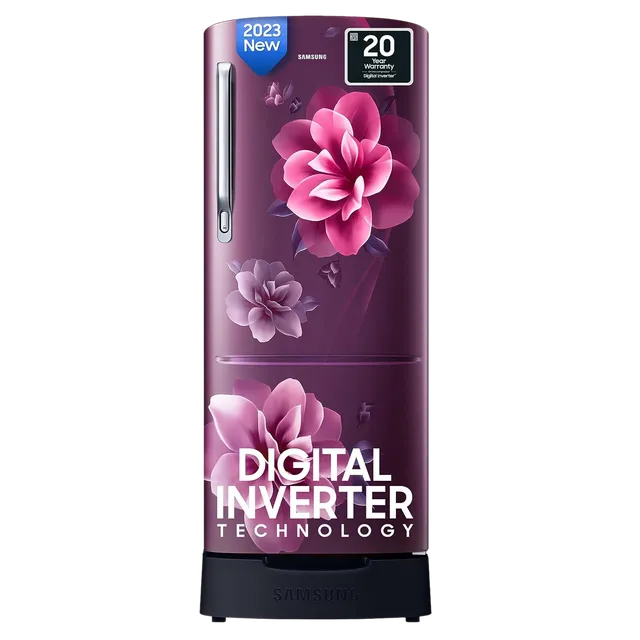 2023
New
SAMSUNG
20
Year
Warranty
Digital Inverter
DIGITAL
INVERTER
TECHNOLOGY
SAMSUNG